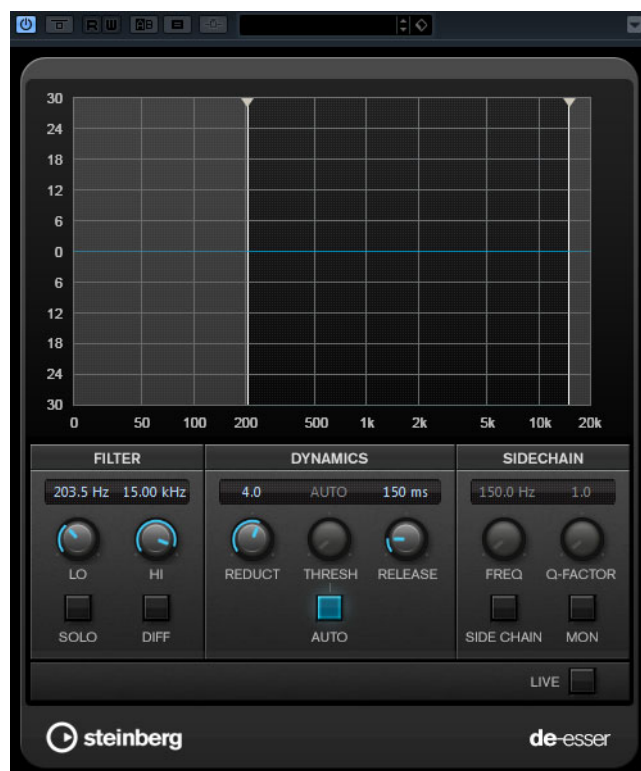 R W
30
24
18
12
6
0
6
12
18
24
30
0 50 100 200 500 1k 2k 5k 10k 20k
FILTER DYNAMICS SIDECHAIN
203.5 Hz 15.00 kHz 4.0 AUTO 150 ms 150.0 Hz 1.0
LO HI REDUCT THRESH RELEASE FREQ Q-FACTOR
SOLO DIFF AUTO SIDE CHAIN MON
LIVE
steinberg de-esser